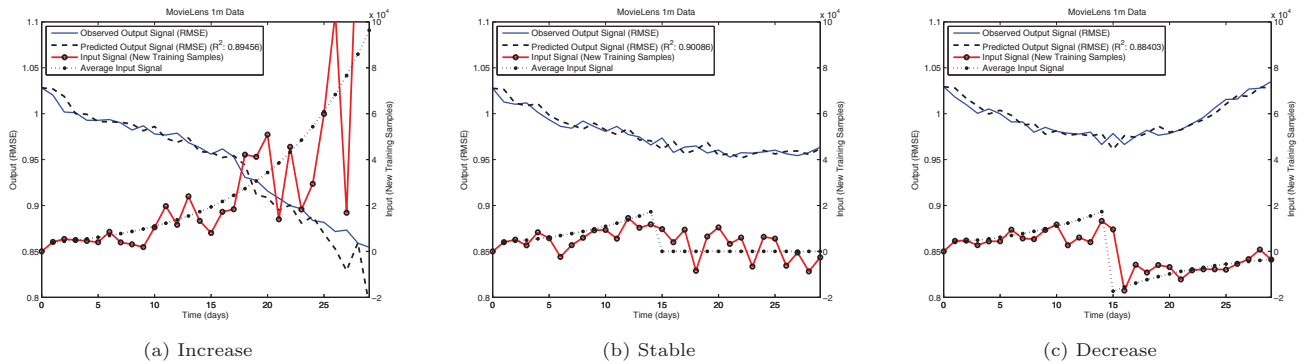 MovieLens 1m Data
x 10^4
1.1
1.05
1
0.95
0.9
0.85
0.8
10
8
6
4
2
0
−2
Output (RMSE)
Input (New Training Samples)
Observed Output Signal (RMSE)
Predicted Output Signal (RMSE) (R^2: 0.89456)
Input Signal (New Training Samples)
Average Input Signal
0 5 10 15 20 25
Time (days)
(a) Increase
MovieLens 1m Data
x 10^4
1.1
1.05
1
0.95
0.9
0.85
0.8
10
8
6
4
2
0
−2
Output (RMSE)
Input (New Training Samples)
Observed Output Signal (RMSE)
Predicted Output Signal (RMSE) (R^2: 0.90086)
Input Signal (New Training Samples)
Average Input Signal
0 5 10 15 20 25
Time (days)
(b) Stable
MovieLens 1m Data
x 10^4
1.1
1.05
1
0.95
0.9
0.85
0.8
10
8
6
4
2
0
−2
Output (RMSE)
Input (New Training Samples)
Observed Output Signal (RMSE)
Predicted Output Signal (RMSE) (R^2: 0.88403)
Input Signal (New Training Samples)
Average Input Signal
0 5 10 15 20 25
Time (days)
(c) Decrease